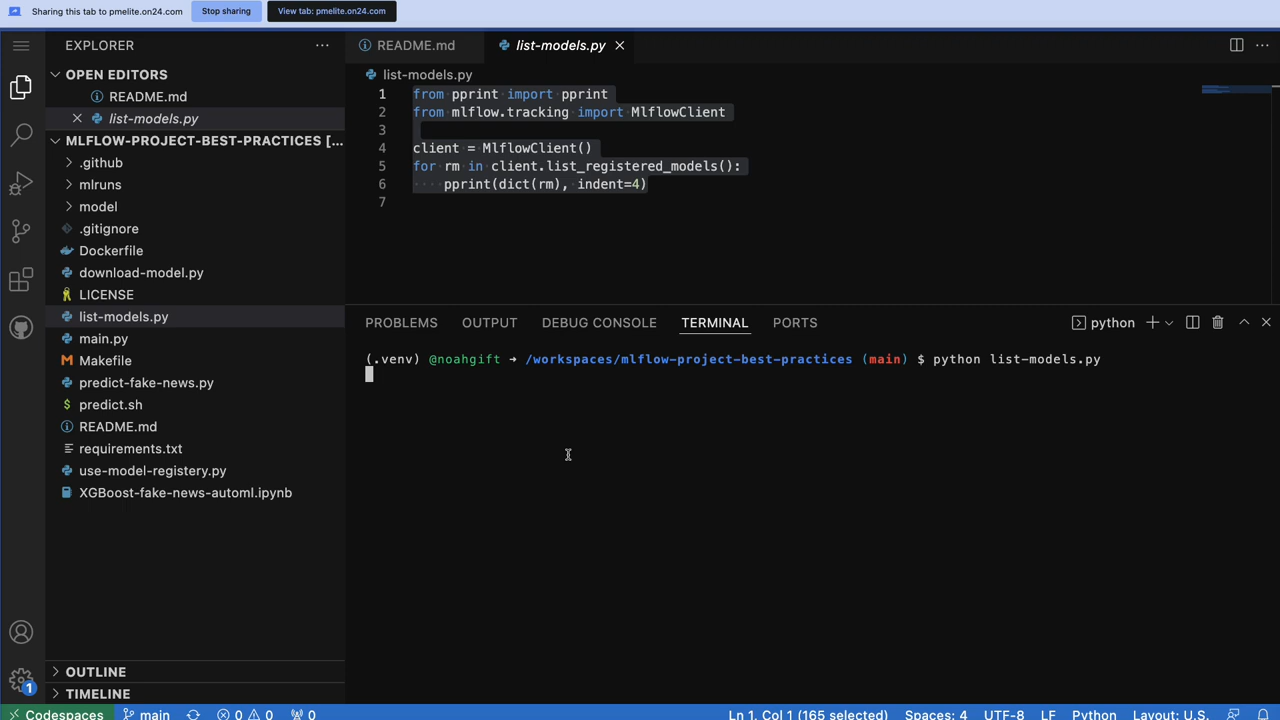 Sharing this tab to pmelite.on24.com
Stop sharing
View tab: pmelite.on24.com
EXPLORER
README.md
list-models.py
OPEN EDITORS
README.md
list-models.py
MLFLOW-PROJECT-BEST-PRACTICES [...
.github
mlruns
model
.gitignore
Dockerfile
download-model.py
LICENSE
list-models.py
main.py
Makefile
predict-fake-news.py
predict.sh
README.md
requirements.txt
use-model-registery.py
XGBoost-fake-news-automl.ipynb
OUTLINE
TIMELINE
list-models.py
1 from pprint import pprint
2 from mlflow.tracking import MlflowClient
3
4 client = MlflowClient()
5 for rm in client.list_registered_models():
6 ····pprint(dict(rm), indent=4)
7
PROBLEMS OUTPUT DEBUG CONSOLE TERMINAL PORTS
python
(.venv) @noahgift ➜ /workspaces/mlflow-project-best-practices (main) $ python list-models.py
1
Codespaces main 0 0 0 Ln 1, Col 1 (165 selected) Spaces: 4 UTF-8 LF Python Layout: U.S.